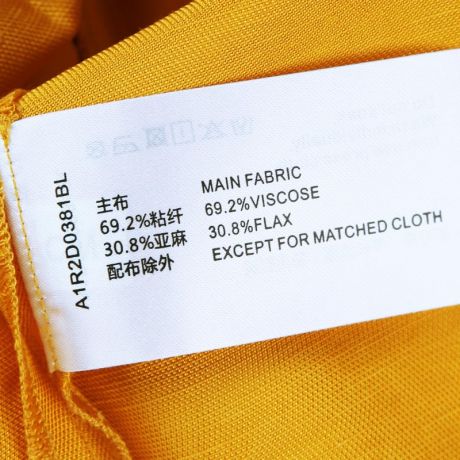 A1R2D0381BL
主布
69.2%粘纤
30.8%亚麻
配布除外
MAIN FABRIC
69.2%VISCOSE
30.8%FLAX
EXCEPT FOR MATCHED CLOTH